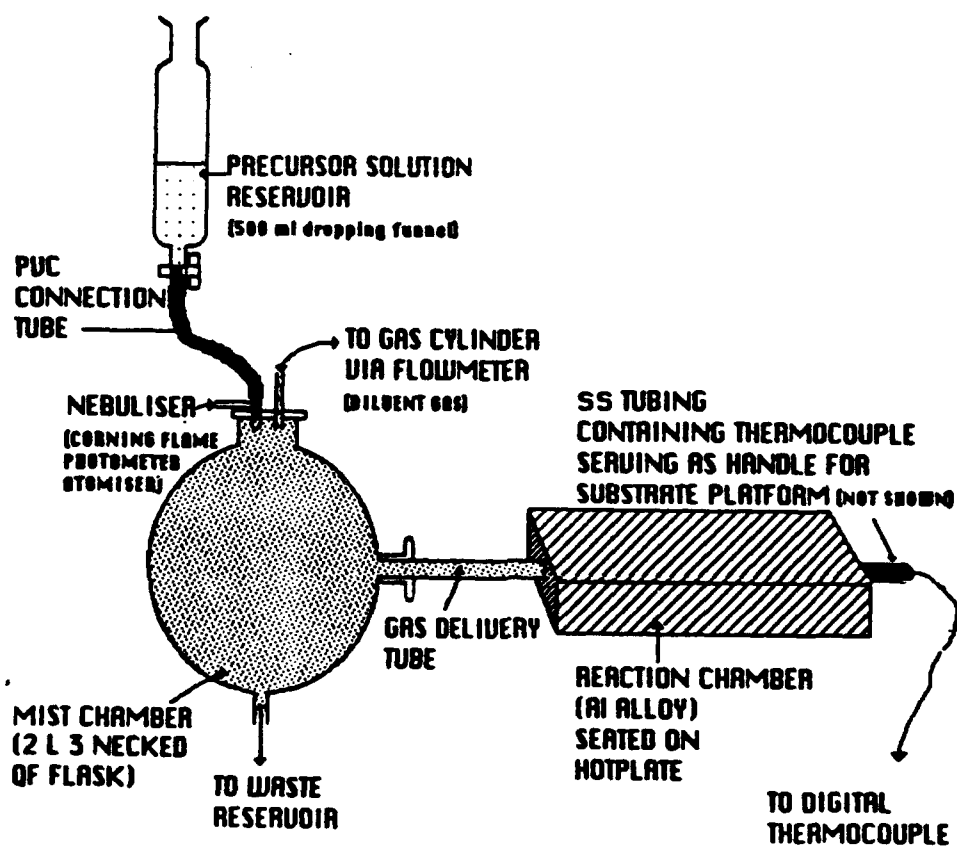 PRECURSOR SOLUTION
RESERVOIR
(500 ml dropping funnel)
PVC
CONNECTION
TUBE
TO GAS CYLINDER
VIA FLOWMETER
(DILUENT GAS)
NEBULISER
(CORNING FLAME
PHOTOMETER
ATOMISER)
SS TUBING
CONTAINING THERMOCOUPLE
SERVING AS HANDLE FOR
SUBSTRATE PLATFORM (NOT SHOWN)
GAS DELIVERY
TUBE
REACTION CHAMBER
(Al ALLOY)
SEATED ON
HOTPLATE
MIST CHAMBER
(2 L 3 NECKED
QF FLASK)
TO WASTE
RESERVOIR
TO DIGITAL
THERMOCOUPLE